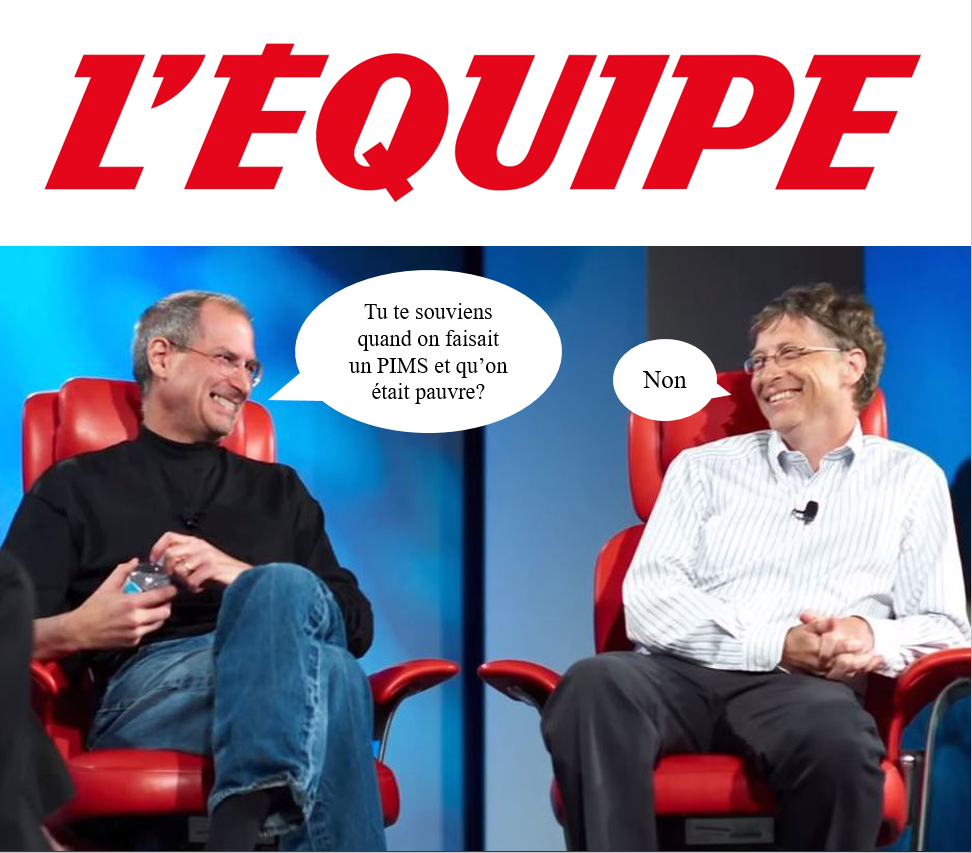 L'ÉQUIPE
Tu te souviens
quand on faisait
un PIMS et qu’on
était pauvre?
Non